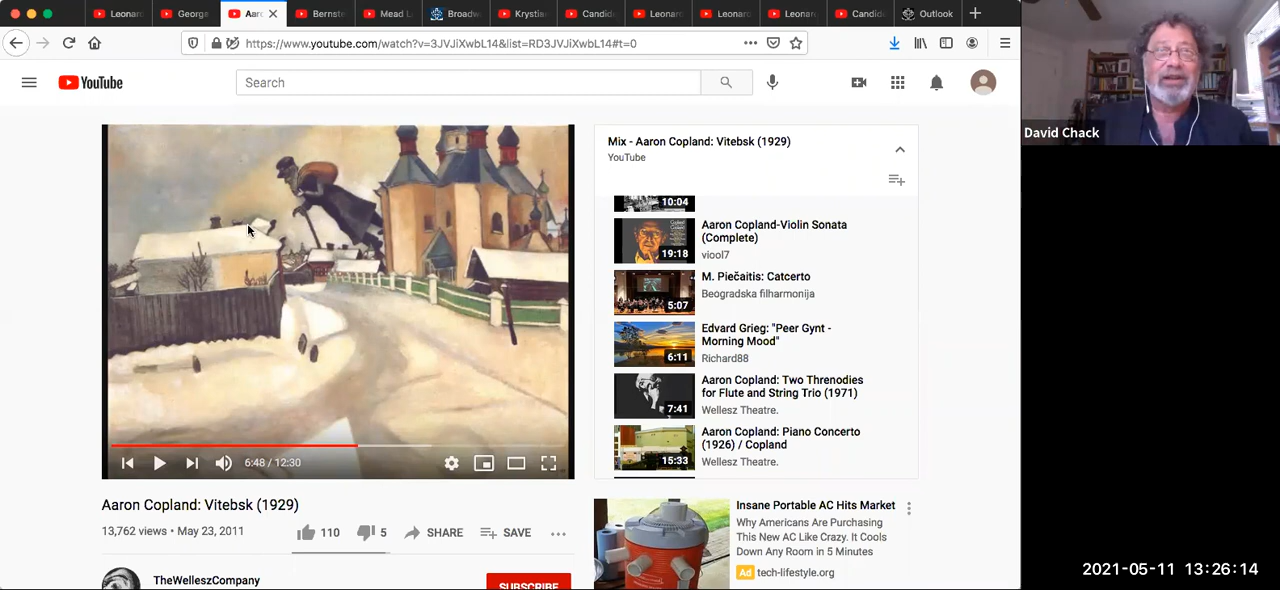 Leonar
George
Aar
Bernste
Mead L
Broadw
Krystia
Candid
Leonar
Leonar
Leonar
Candid
Outlook
https://www.youtube.com/watch?v=3JVJiXwbL14&list=RD3JVJiXwbL14#t=0
YouTube
Search
David Chack
Mix - Aaron Copland: Vitebsk (1929)
YouTube
10:04
Aaron Copland-Violin Sonata
(Complete)
viool7
19:18
M. Piečaitis: Catcerto
Beogradska filharmonija
5:07
Edvard Grieg: "Peer Gynt -
Morning Mood"
Richard88
6:11
Aaron Copland: Two Threnodies
for Flute and String Trio (1971)
Wellesz Theatre.
7:41
Aaron Copland: Piano Concerto
(1926) / Copland
Wellesz Theatre.
15:33
6:48 / 12:30
Aaron Copland: Vitebsk (1929)
13,762 views • May 23, 2011
110
5
SHARE
SAVE
TheWelleszCompany
SUBSCRIBE
Insane Portable AC Hits Market
Why Americans Are Purchasing
This New AC Like Crazy. It Cools
Down Any Room in 5 Minutes
Ad tech-lifestyle.org
2021-05-11 13:26:14